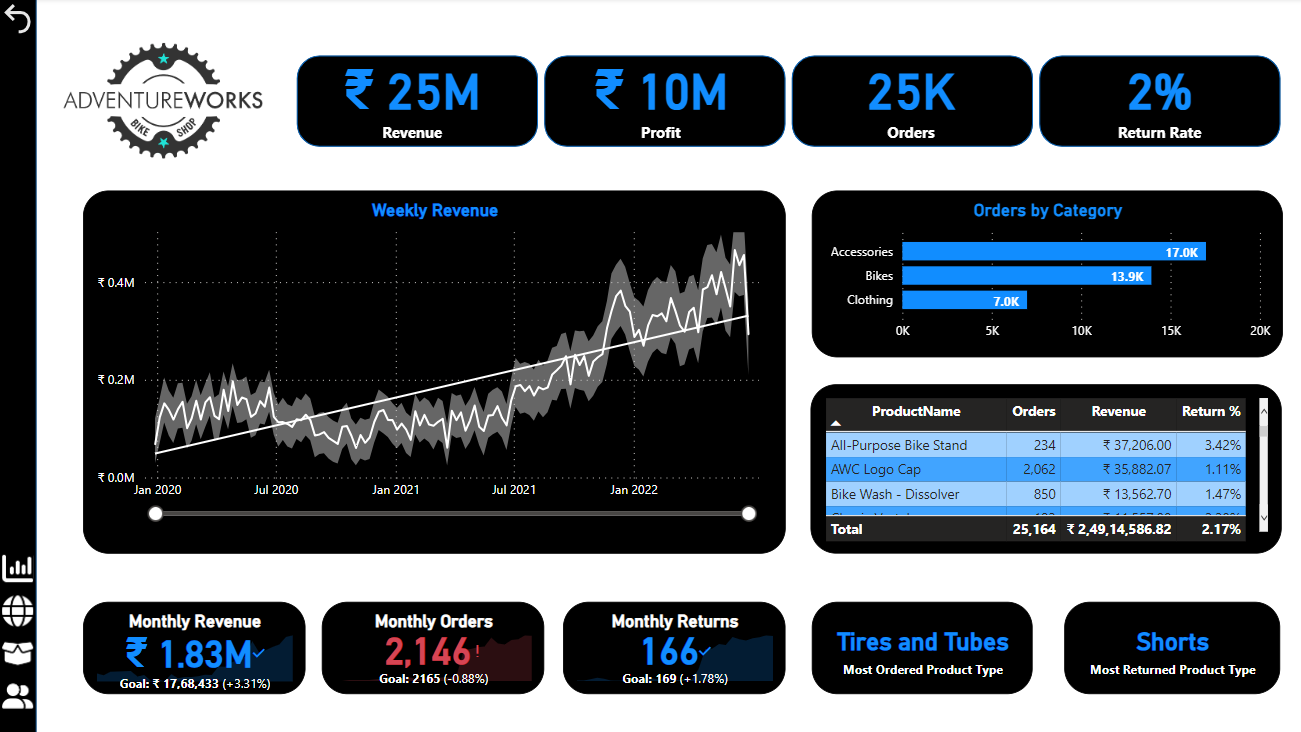 ADVENTUREWORKS
BIKE SHOP
₹ 25M
Revenue
₹ 10M
Profit
25K
Orders
2%
Return Rate
Weekly Revenue
₹ 0.4M
₹ 0.2M
₹ 0.0M
Jan 2020 Jul 2020 Jan 2021 Jul 2021 Jan 2022
Orders by Category
Accessories 17.0K
Bikes 13.9K
Clothing 7.0K
0K 5K 10K 15K 20K
ProductName Orders Revenue Return %
All-Purpose Bike Stand 234 ₹ 37,206.00 3.42%
AWC Logo Cap 2,062 ₹ 35,882.07 1.11%
Bike Wash - Dissolver 850 ₹ 13,562.70 1.47%
Total 25,164 ₹ 2,49,14,586.82 2.17%
Monthly Revenue
₹ 1.83M
Goal: ₹ 17,68,433 (+3.31%)
Monthly Orders
2,146!
Goal: 2165 (-0.88%)
Monthly Returns
166
Goal: 169 (+1.78%)
Tires and Tubes
Most Ordered Product Type
Shorts
Most Returned Product Type